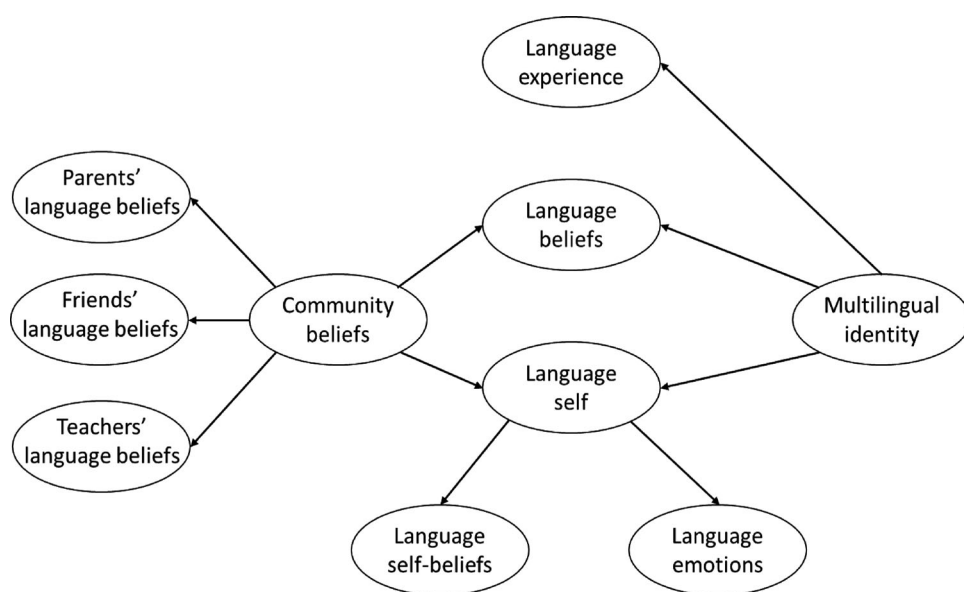 Language
experience
Parents’
language beliefs
Language
beliefs
Friends’
language beliefs
Community
beliefs
Multilingual
identity
Language
self
Teachers’
language beliefs
Language
self-beliefs
Language
emotions